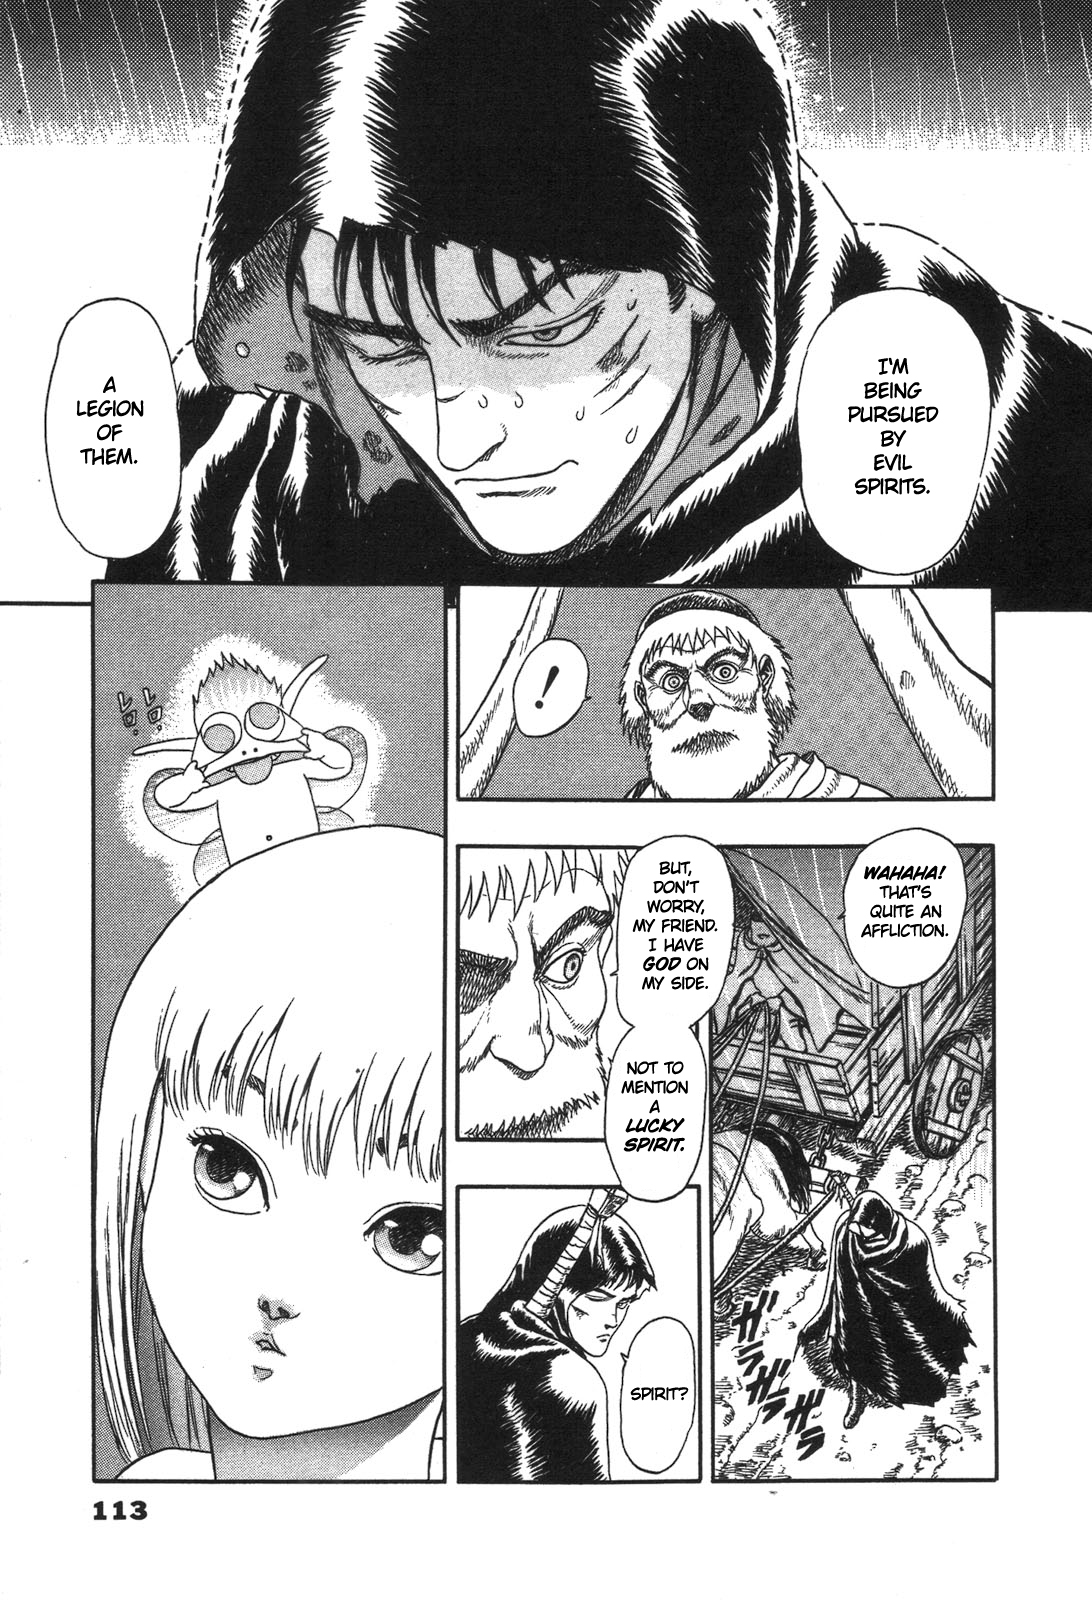 I'M
BEING
PURSUED
BY
EVIL
SPIRITS.
A
LEGION
OF
THEM.
!
WAHAHA!
THAT'S
QUITE AN
AFFLICTION.
ガラ
ガラ
ガラ
BUT,
DON'T
WORRY,
MY FRIEND.
I HAVE
GOD ON
MY SIDE.
NOT TO
MENTION
A
LUCKY
SPIRIT.
SPIRIT?
113